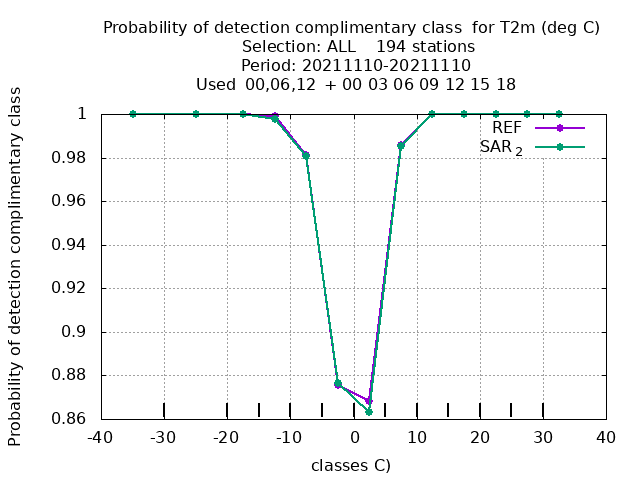 Probability of detection complimentary class  for T2m (deg C)
Selection: ALL    194 stations
Period: 20211110-20211110
Used  00,06,12  + 00 03 06 09 12 15 18
Probability of detection complimentary class
1
0.98
0.96
0.94
0.92
0.9
0.88
0.86
REF
SAR 2
-40 -30 -20 -10 0 10 20 30 40
classes C)